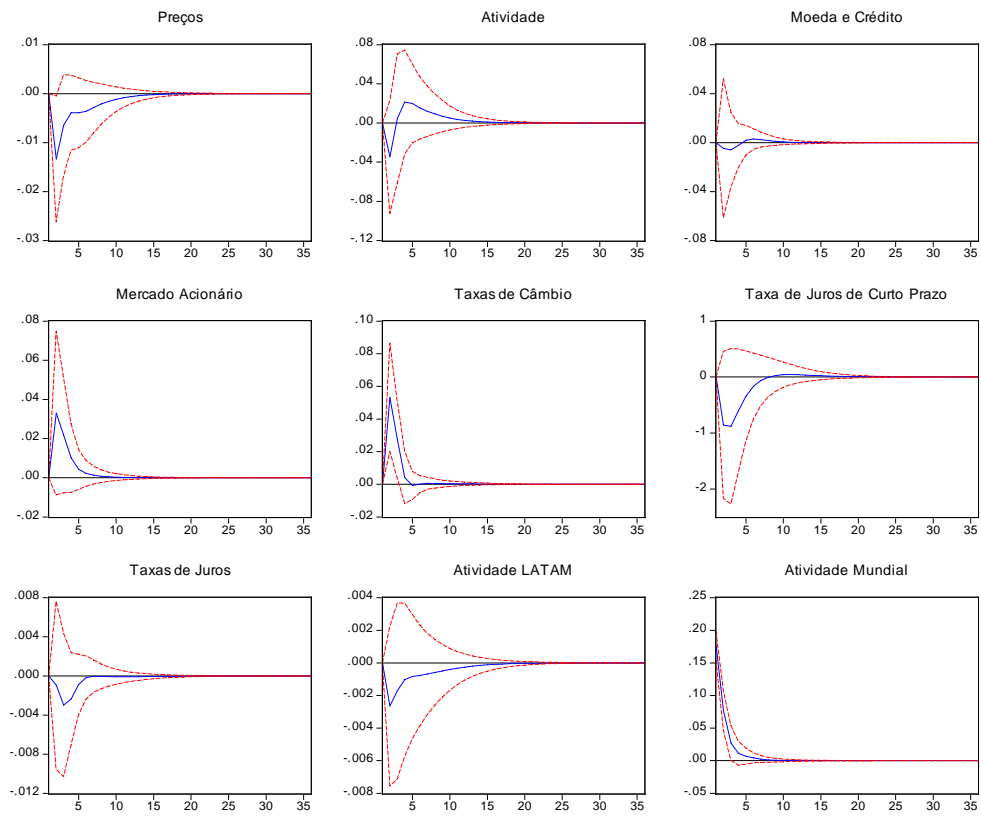 Preços
Atividade
Moeda e Crédito
.01
.00
-.01
-.02
-.03
5 10 15 20 25 30 35
.08
.04
.00
-.04
-.08
-.12
5 10 15 20 25 30 35
.08
.04
.00
-.04
-.08
5 10 15 20 25 30 35
Mercado Acionário
Taxas de Câmbio
Taxa de Juros de Curto Prazo
.08
.06
.04
.02
.00
-.02
5 10 15 20 25 30 35
.10
.08
.06
.04
.02
.00
-.02
5 10 15 20 25 30 35
1
0
-1
-2
5 10 15 20 25 30 35
Taxas de Juros
Atividade LATAM
Atividade Mundial
.008
.004
.000
-.004
-.008
-.012
5 10 15 20 25 30 35
.004
.002
.000
-.002
-.004
-.006
-.008
5 10 15 20 25 30 35
.25
.20
.15
.10
.05
.00
-.05
5 10 15 20 25 30 35